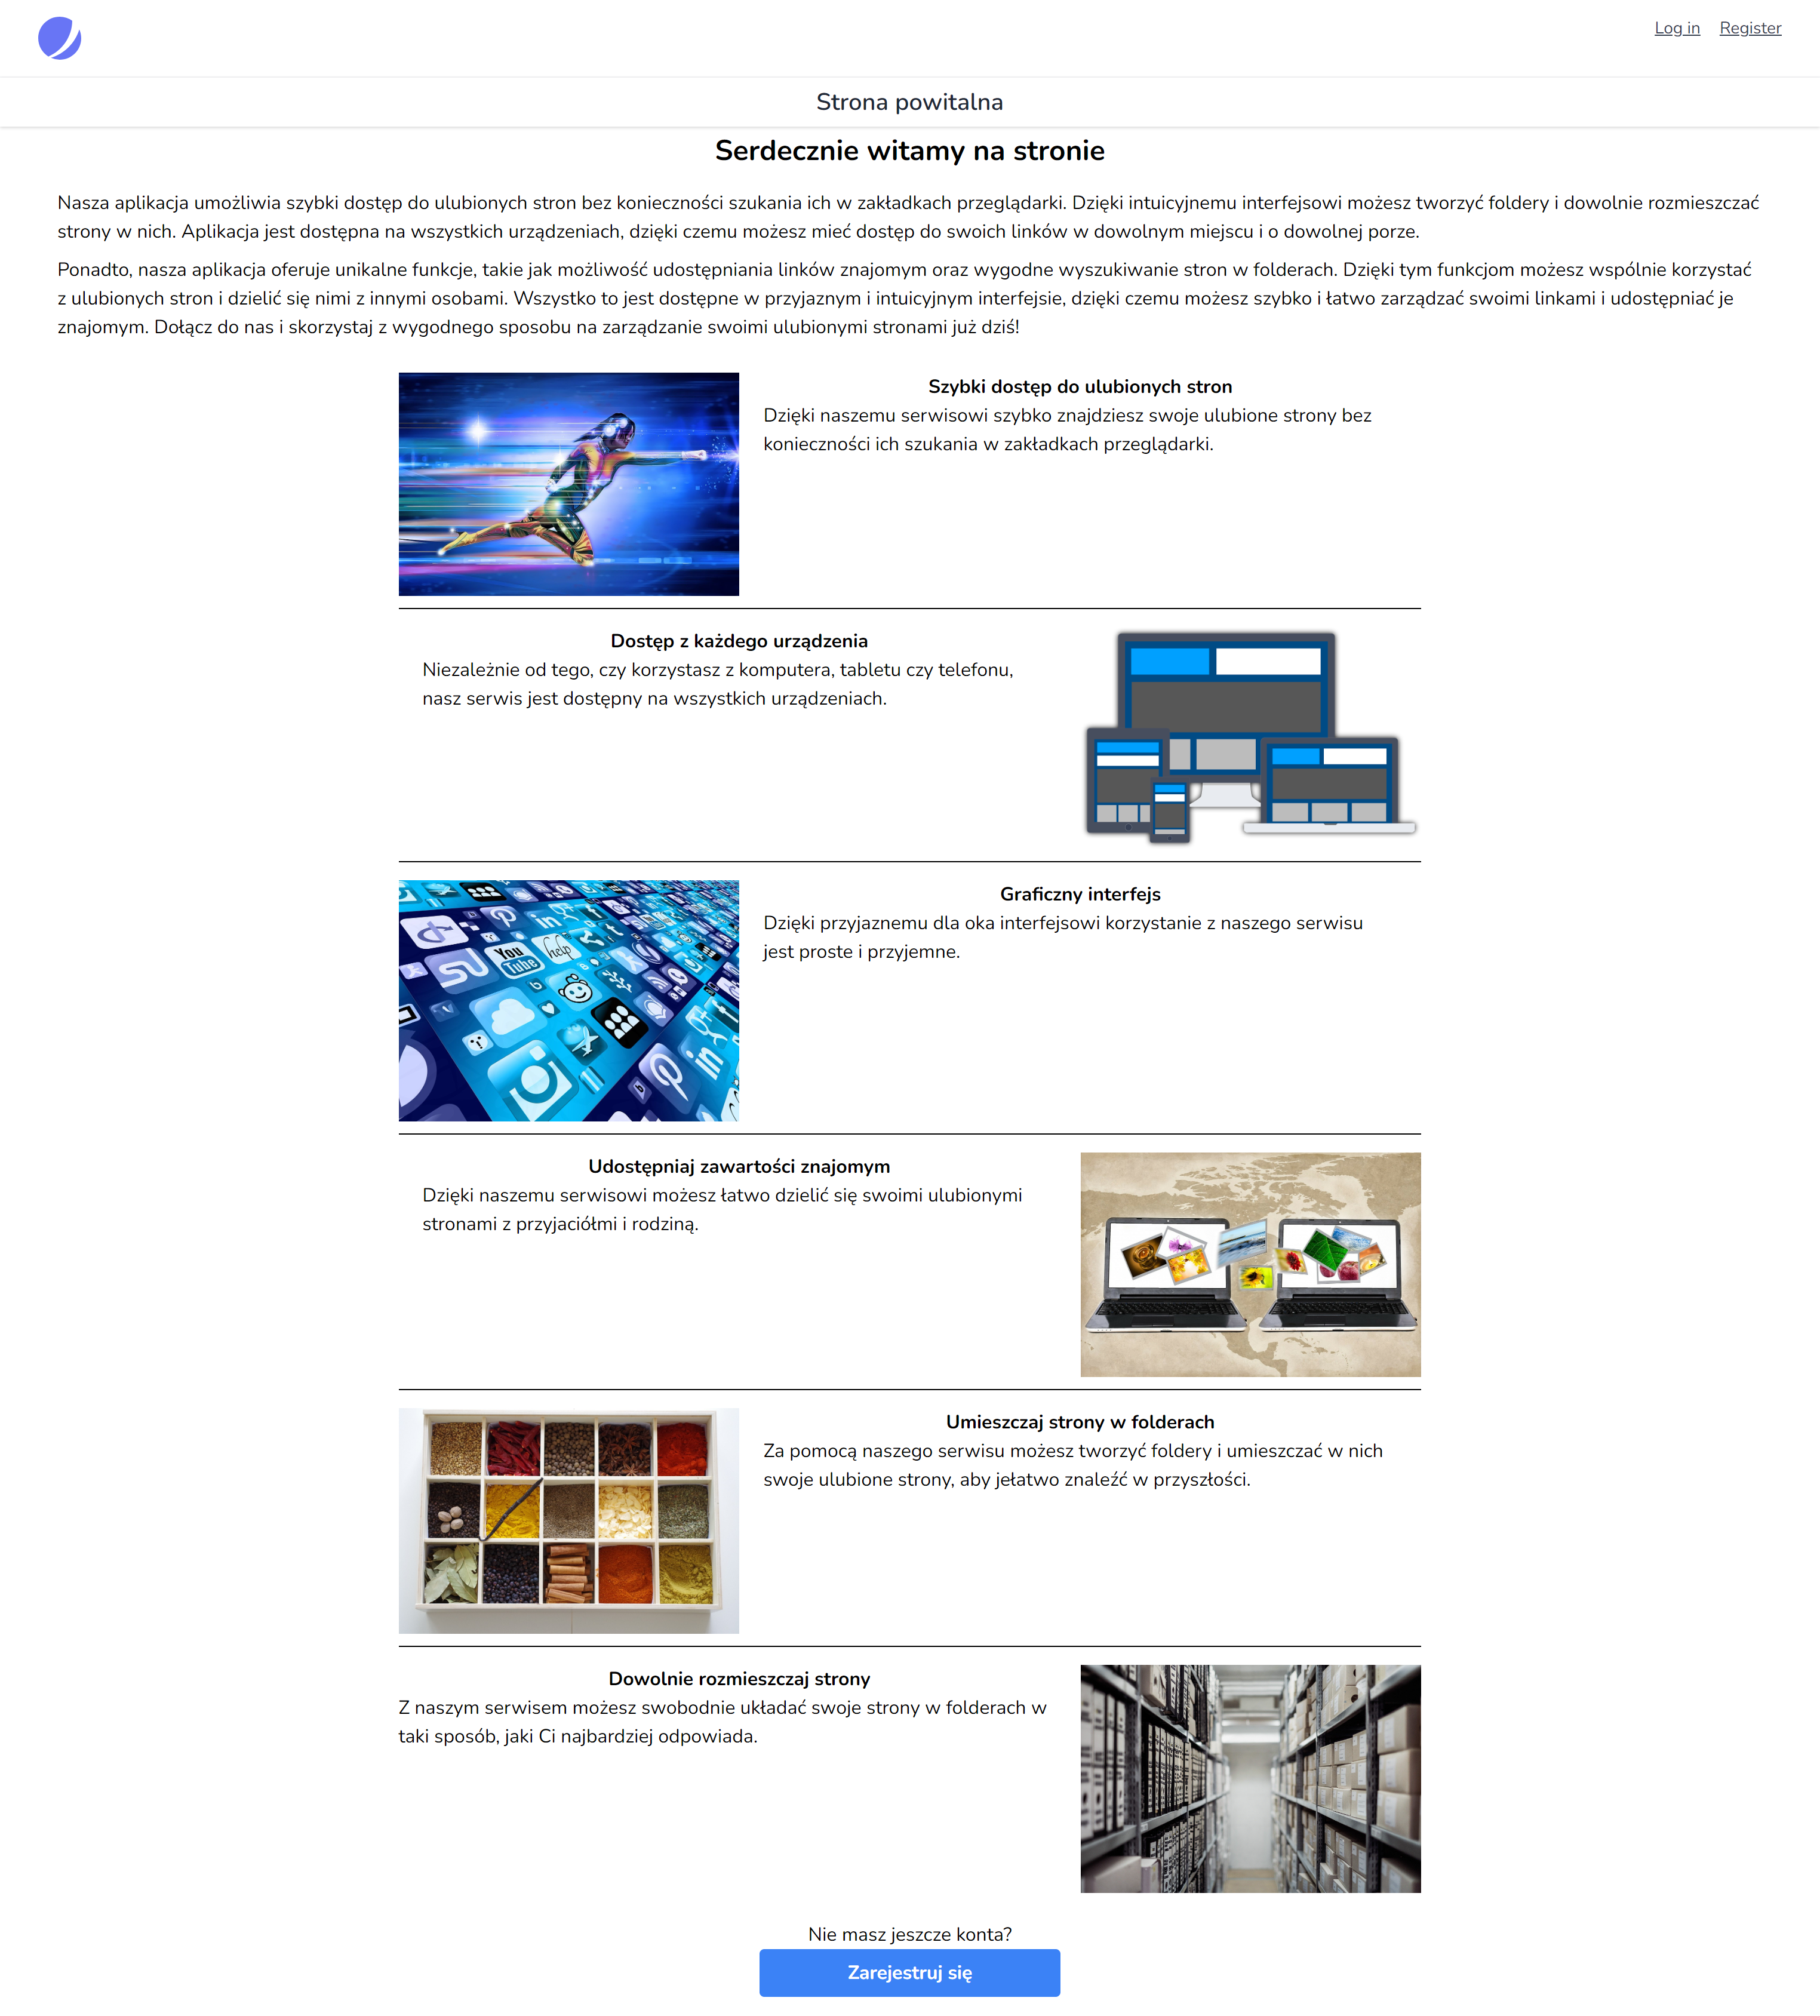 Log in Register
Strona powitalna
Serdecznie witamy na stronie
Nasza aplikacja umożliwia szybki dostęp do ulubionych stron bez konieczności szukania ich w zakładkach przeglądarki. Dzięki intuicyjnemu interfejsowi możesz tworzyć foldery i dowolnie rozmieszczać
strony w nich. Aplikacja jest dostępna na wszystkich urządzeniach, dzięki czemu możesz mieć dostęp do swoich linków w dowolnym miejscu i o dowolnej porze.
Ponadto, nasza aplikacja oferuje unikalne funkcje, takie jak możliwość udostępniania linków znajomym oraz wygodne wyszukiwanie stron w folderach. Dzięki tym funkcjom możesz wspólnie korzystać
z ulubionych stron i dzielić się nimi z innymi osobami. Wszystko to jest dostępne w przyjaznym i intuicyjnym interfejsie, dzięki czemu możesz szybko i łatwo zarządzać swoimi linkami i udostępniać je
znajomym. Dołącz do nas i skorzystaj z wygodnego sposobu na zarządzanie swoimi ulubionymi stronami już dziś!
Szybki dostęp do ulubionych stron
Dzięki naszemu serwisowi szybko znajdziesz swoje ulubione strony bez
konieczności ich szukania w zakładkach przeglądarki.
Dostęp z każdego urządzenia
Niezależnie od tego, czy korzystasz z komputera, tabletu czy telefonu,
nasz serwis jest dostępny na wszystkich urządzeniach.
You
Tube
help
in
in
Graficzny interfejs
Dzięki przyjaznemu dla oka interfejsowi korzystanie z naszego serwisu
jest proste i przyjemne.
Udostępniaj zawartości znajomym
Dzięki naszemu serwisowi możesz łatwo dzielić się swoimi ulubionymi
stronami z przyjaciółmi i rodziną.
Umieszczaj strony w folderach
Za pomocą naszego serwisu możesz tworzyć foldery i umieszczać w nich
swoje ulubione strony, aby jełatwo znaleźć w przyszłości.
Dowolnie rozmieszczaj strony
Z naszym serwisem możesz swobodnie układać swoje strony w folderach w
taki sposób, jaki Ci najbardziej odpowiada.
Nie masz jeszcze konta?
Zarejestruj się